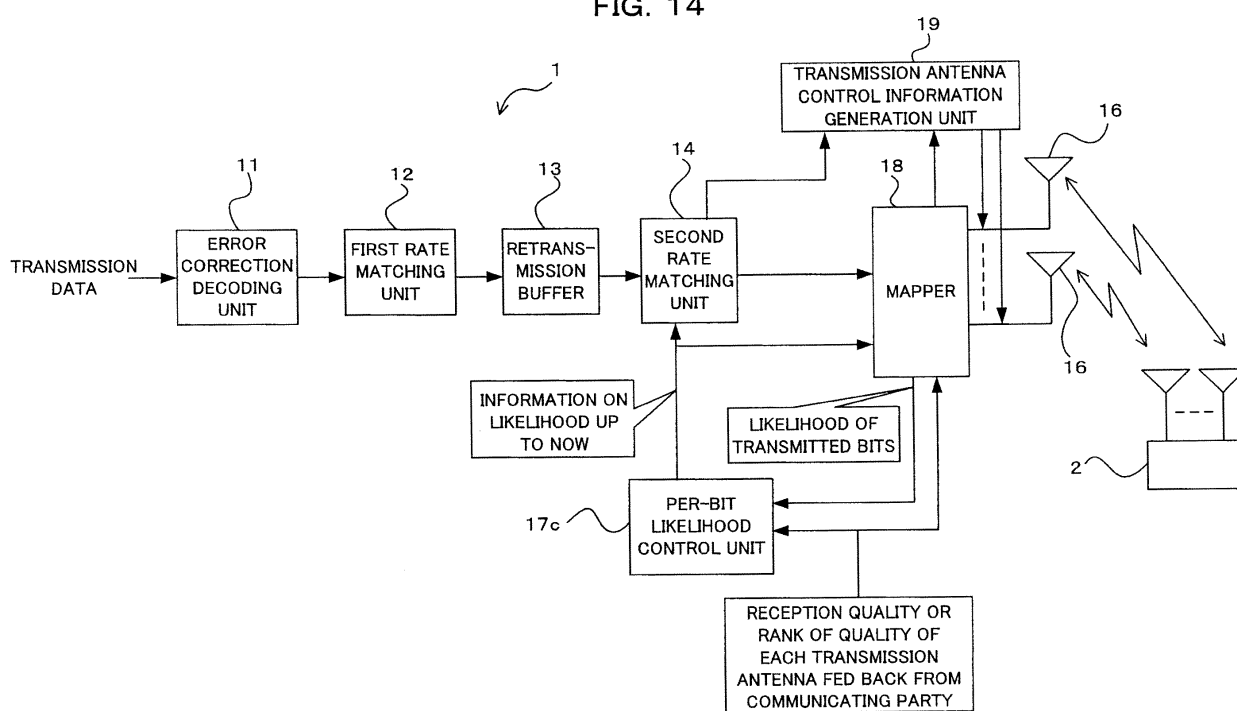 FIG. 14
19
TRANSMISSION ANTENNA
CONTROL INFORMATION
GENERATION UNIT
1
16
11
12
13
14
18
TRANSMISSION
DATA
ERROR
CORRECTION
DECODING
UNIT
FIRST RATE
MATCHING
UNIT
RETRANS-
MISSION
BUFFER
SECOND
RATE
MATCHING
UNIT
MAPPER
16
INFORMATION ON
LIKELIHOOD UP
TO NOW
LIKELIHOOD OF
TRANSMITTED BITS
2
17c
PER-BIT
LIKELIHOOD
CONTROL UNIT
RECEPTION QUALITY OR
RANK OF QUALITY OF
EACH TRANSMISSION
ANTENNA FED BACK FROM
COMMUNICATING PARTY